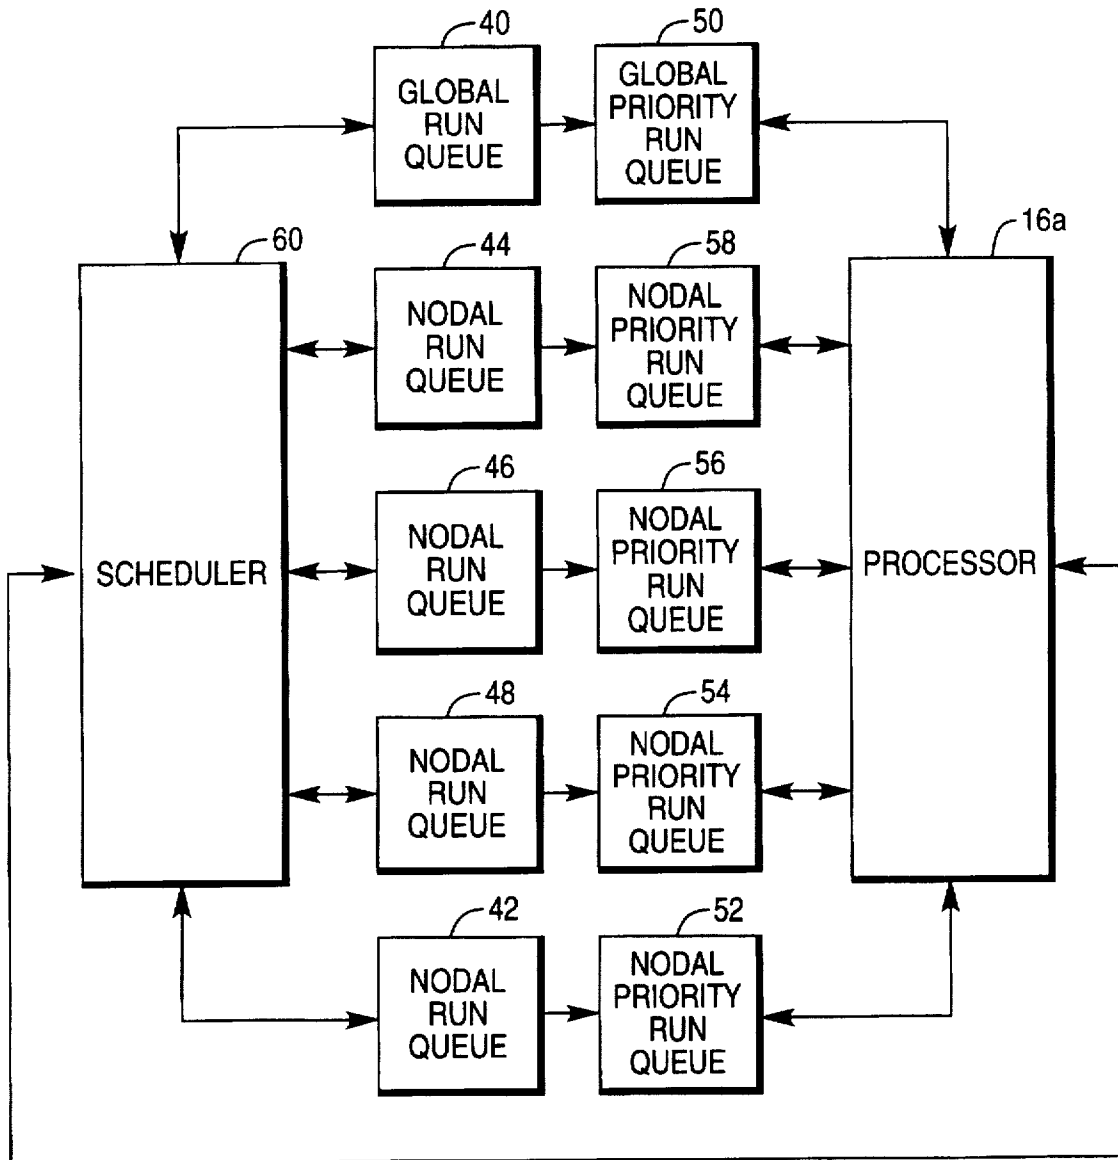 40
50
GLOBAL
RUN
QUEUE
GLOBAL
PRIORITY
RUN
QUEUE
60
44
58
16a
NODAL
RUN
QUEUE
NODAL
PRIORITY
RUN
QUEUE
46
56
SCHEDULER
NODAL
RUN
QUEUE
NODAL
PRIORITY
RUN
QUEUE
PROCESSOR
48
54
NODAL
RUN
QUEUE
NODAL
PRIORITY
RUN
QUEUE
42
52
NODAL
RUN
QUEUE
NODAL
PRIORITY
RUN
QUEUE